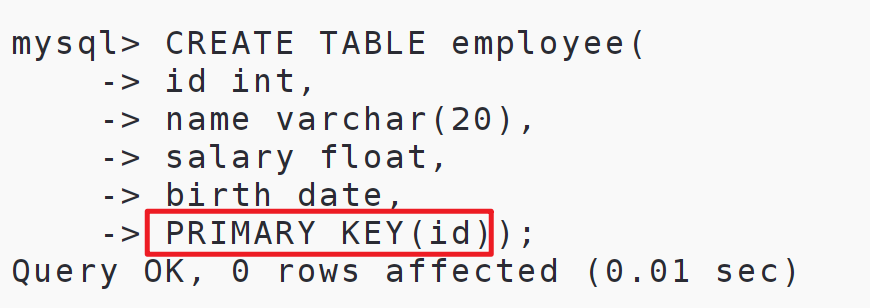 mysql> CREATE TABLE employee(
    -> id int,
    -> name varchar(20),
    -> salary float,
    -> birth date,
    -> PRIMARY KEY(id));
Query OK, 0 rows affected (0.01 sec)